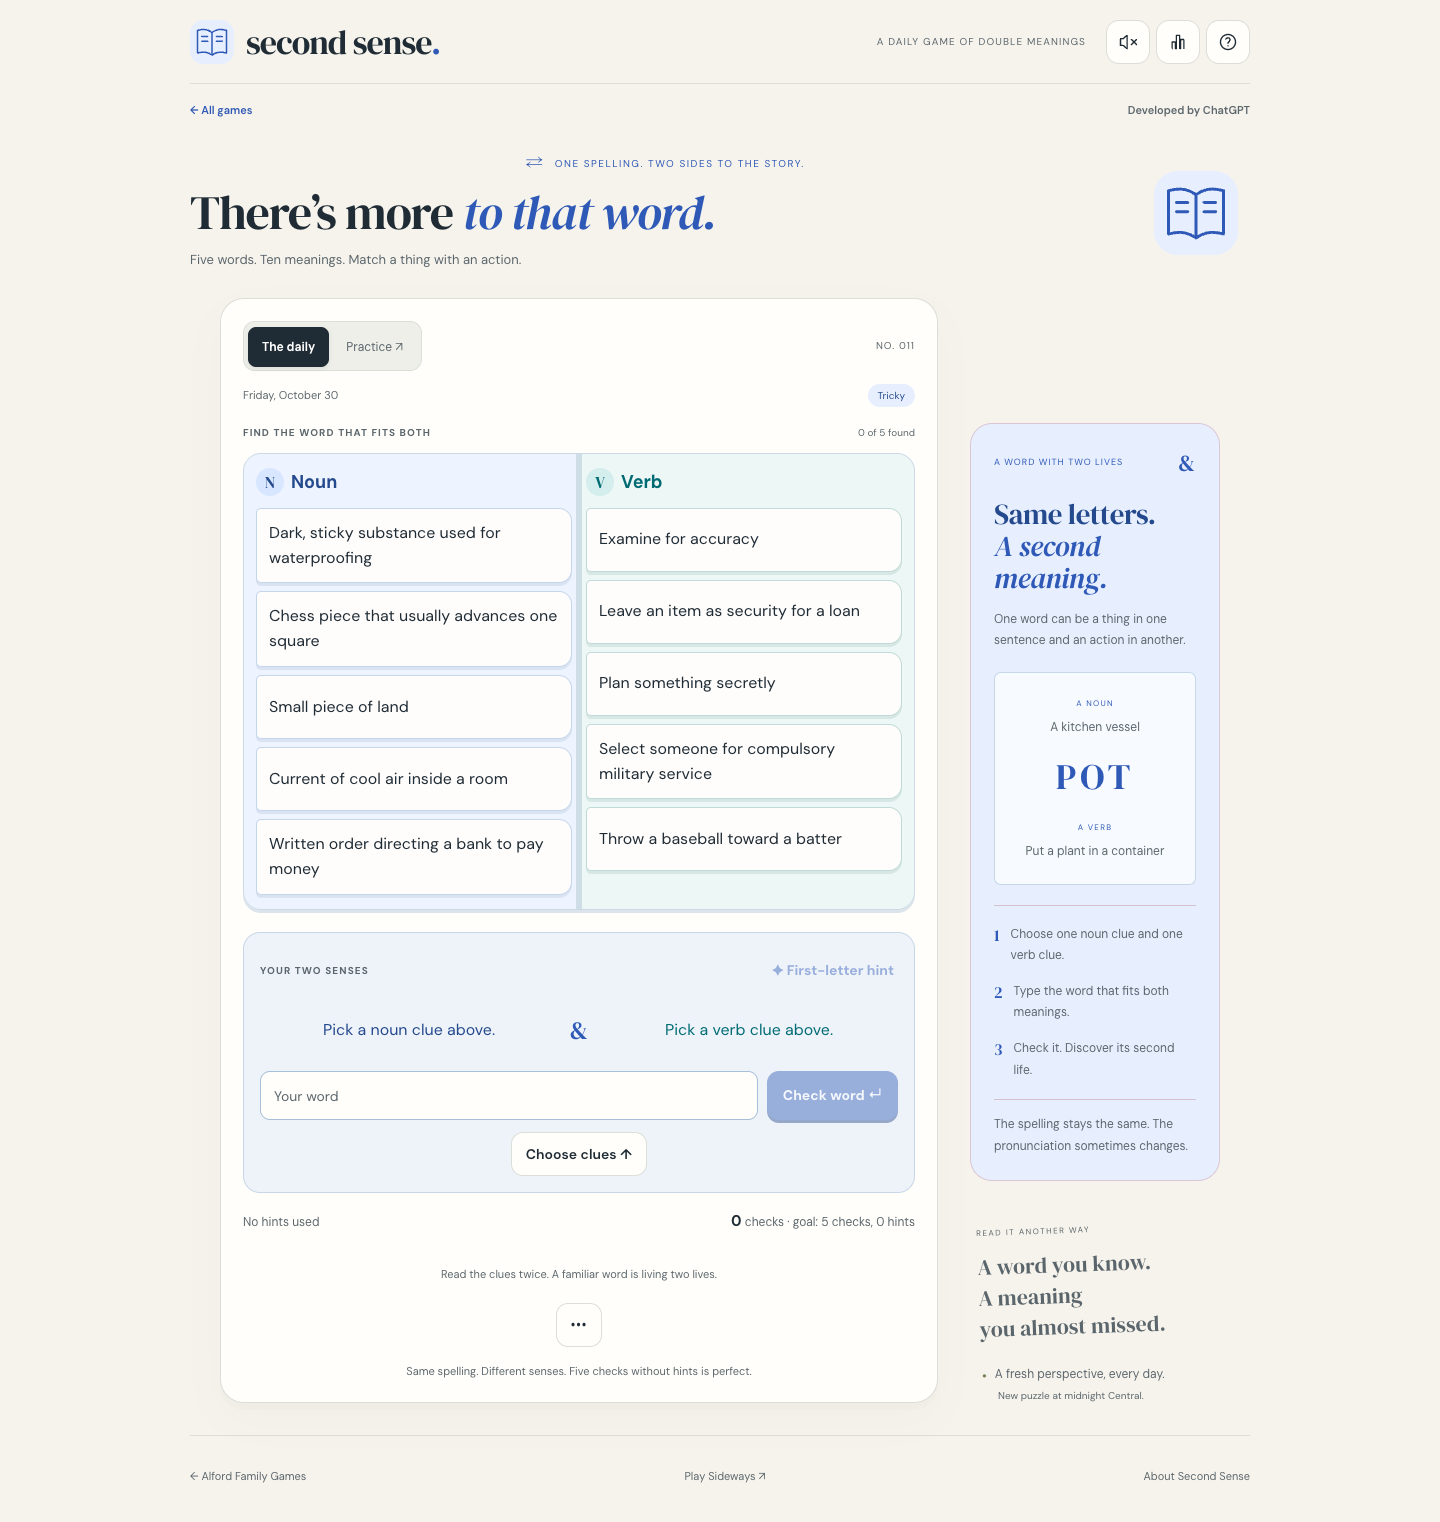 second sense.
A DAILY GAME OF DOUBLE MEANINGS
← All games
Developed by ChatGPT
ONE SPELLING. TWO SIDES TO THE STORY.
There's more to that word.
Five words. Ten meanings. Match a thing with an action.
The daily
Practice ↗
NO. 011
Friday, October 30
Tricky
FIND THE WORD THAT FITS BOTH
0 of 5 found
N Noun
Dark, sticky substance used for
waterproofing
Chess piece that usually advances one
square
Small piece of land
Current of cool air inside a room
Written order directing a bank to pay
money
V Verb
Examine for accuracy
Leave an item as security for a loan
Plan something secretly
Select someone for compulsory
military service
Throw a baseball toward a batter
YOUR TWO SENSES
✦ First-letter hint
Pick a noun clue above.
&
Pick a verb clue above.
Your word
Check word ↵
Choose clues ↑
No hints used
0 checks · goal: 5 checks, 0 hints
Read the clues twice. A familiar word is living two lives.
•••
Same spelling. Different senses. Five checks without hints is perfect.
A WORD WITH TWO LIVES
&
Same letters.
A second
meaning.
One word can be a thing in one
sentence and an action in another.
A NOUN
A kitchen vessel
POT
A VERB
Put a plant in a container
1 Choose one noun clue and one
verb clue.
2 Type the word that fits both
meanings.
3 Check it. Discover its second
life.
The spelling stays the same. The
pronunciation sometimes changes.
READ IT ANOTHER WAY
A word you know.
A meaning
you almost missed.
• A fresh perspective, every day.
New puzzle at midnight Central.
← Alford Family Games
Play Sideways ↗
About Second Sense